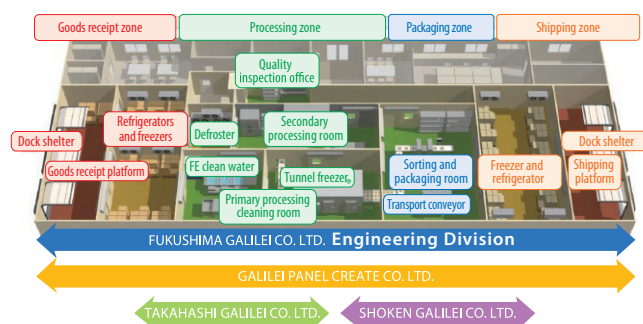 Goods receipt zone
Processing zone
Packaging zone
Shipping zone
Quality
inspection office
Refrigerators
and freezers
Defroster
Secondary
processing room
Dock shelter
Goods receipt platform
FE clean water
Tunnel freezer®
Primary processing
cleaning room
Sorting and
packaging room
Transport conveyor
Freezer and
refrigerator
Dock shelter
Shipping
platform
FUKUSHIMA GALILEI CO. LTD. Engineering Division
GALILEI PANEL CREATE CO. LTD.
TAKAHASHI GALILEI CO. LTD.
SHOKEN GALILEI CO. LTD.